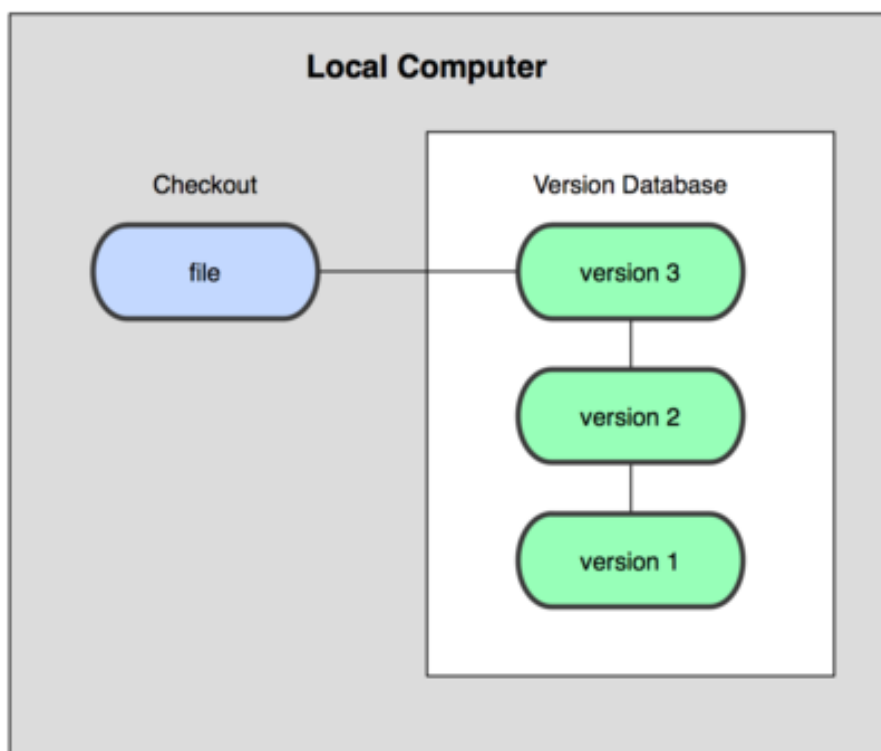 Local Computer
Checkout
Version Database
file
version 3
version 2
version 1